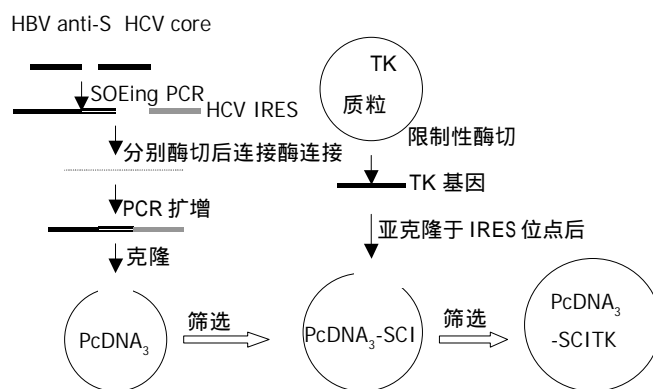 HBV anti-S HCV core
SOEing PCR
HCV IRES
分别酶切后连接酶连接
PCR 扩增
克隆
PcDNA₃
筛选
TK
质粒
限制性酶切
TK 基因
亚克隆于 IRES 位点后
PcDNA₃-SCI
筛选
PcDNA₃
-SCITK